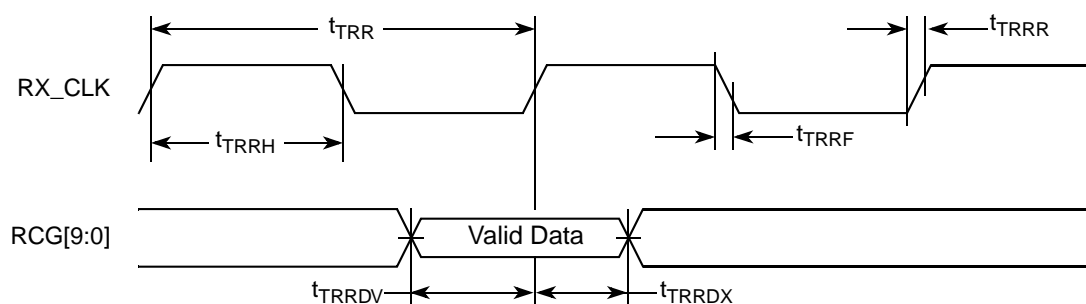 tTRR
tTRRR
RX_CLK
tTRRH
tTRRF
RCG[9:0]
Valid Data
tTRRDV
tTRRDX